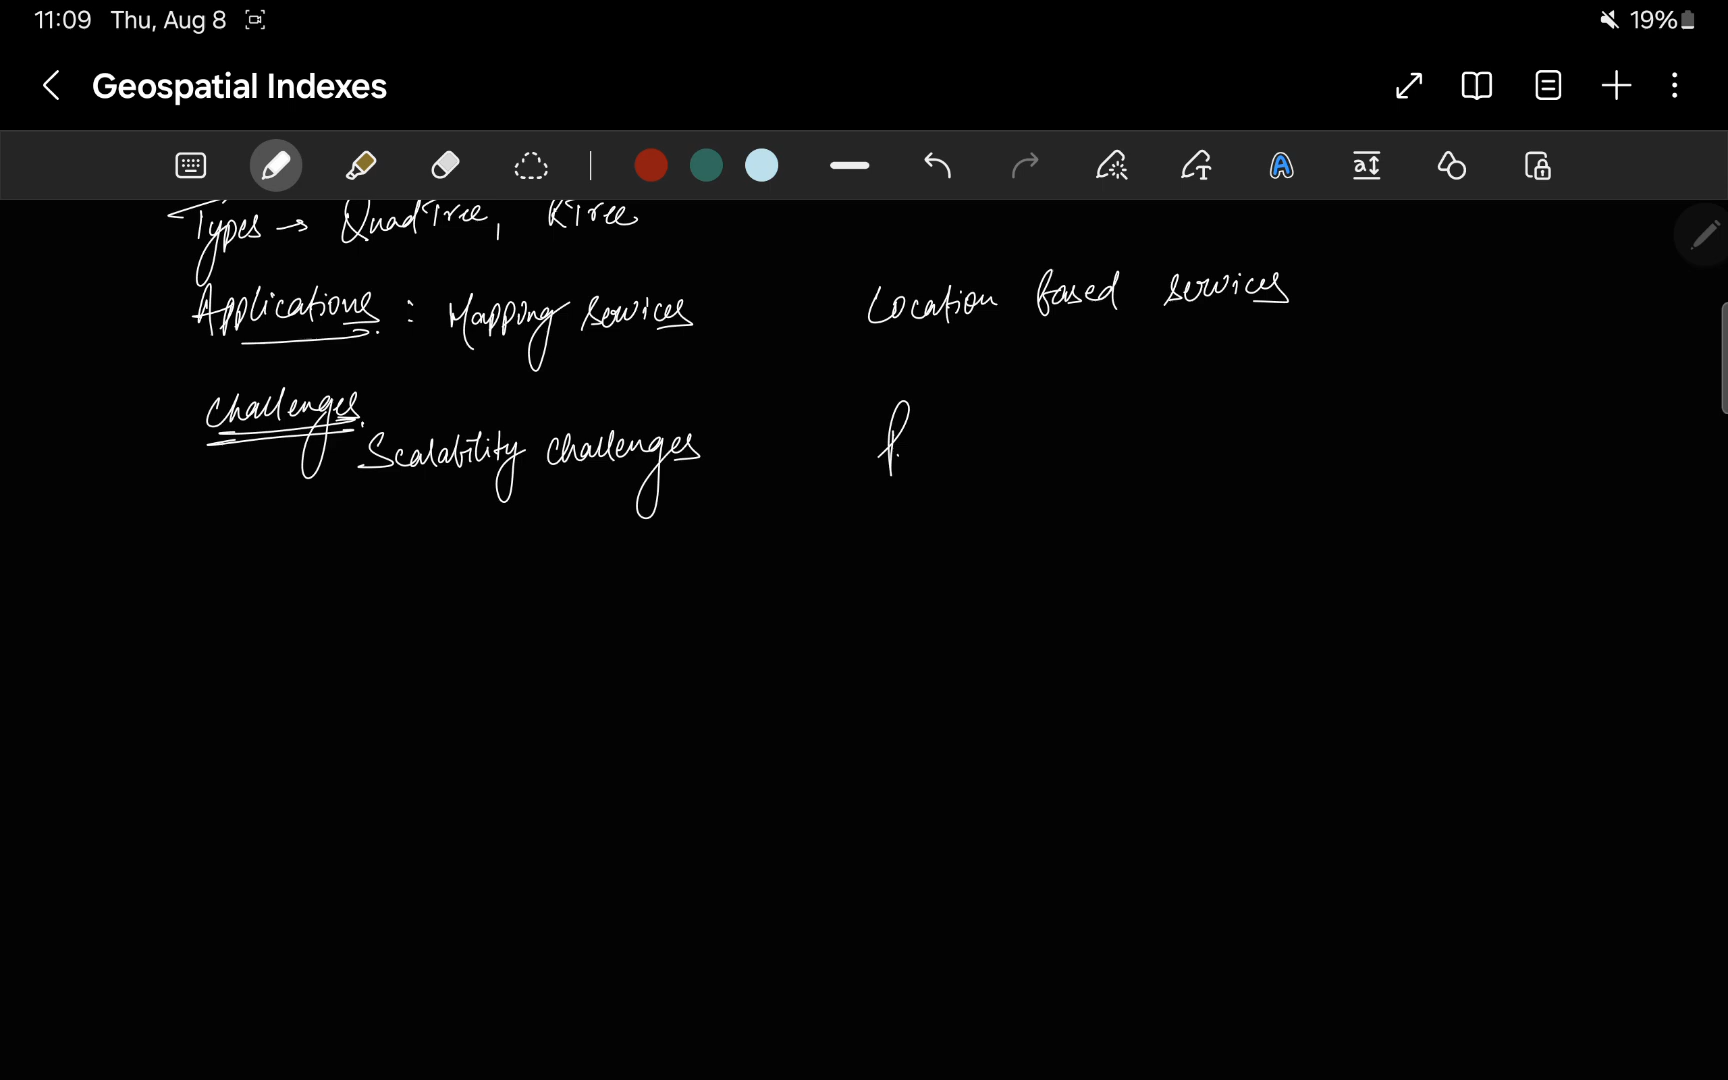 11:09 Thu, Aug 8 19%
Geospatial Indexes
Types → QuadTree, RTree
Applications : Mapping services Location based services
Challenges
Scalability challenges P.